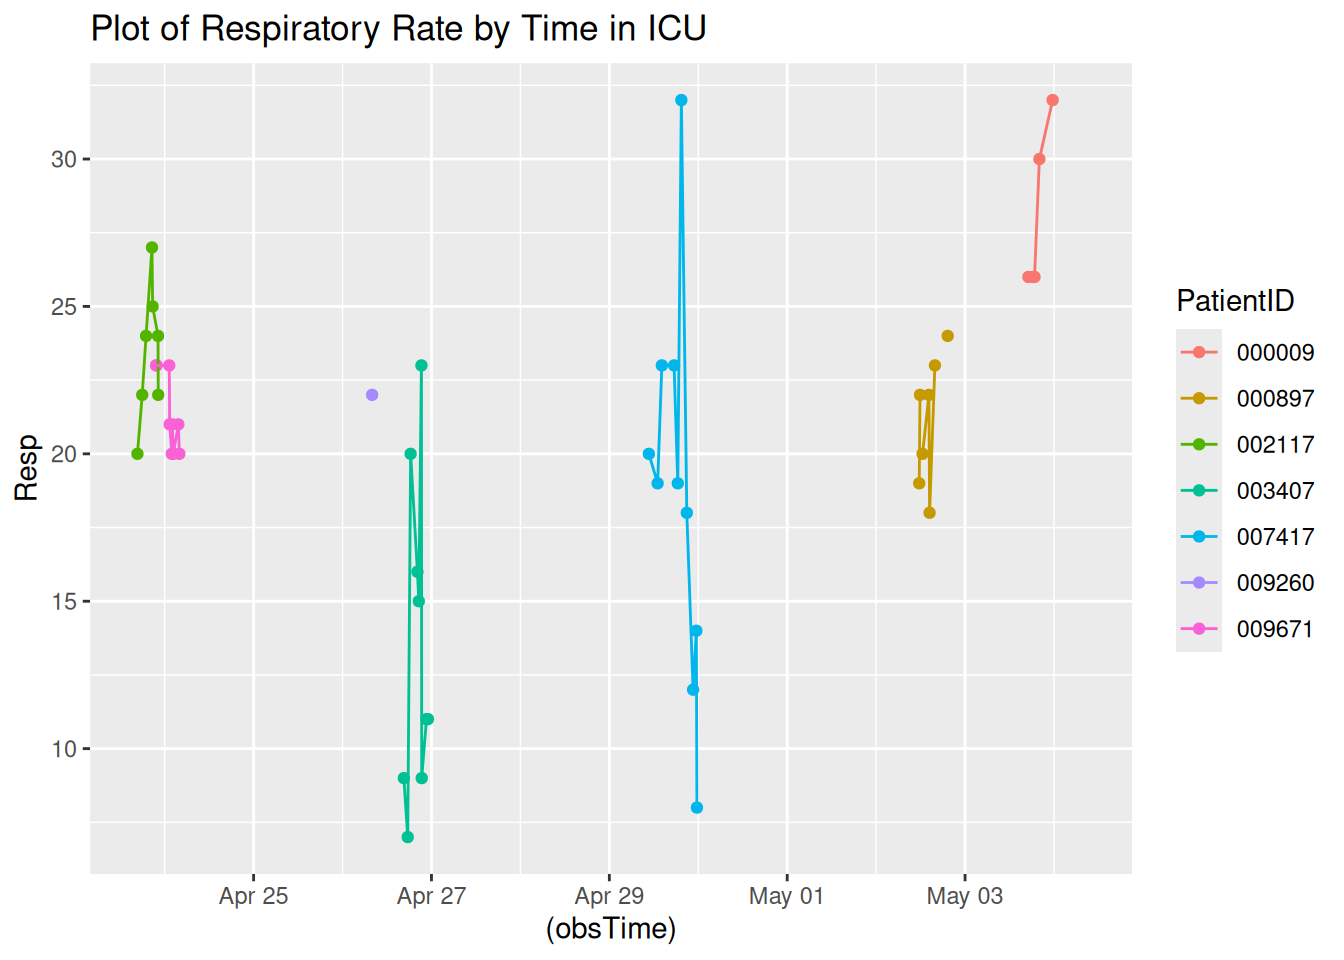 Plot of Respiratory Rate by Time in ICU
30
25
20
15
10
Resp
Apr 25
Apr 27
Apr 29
May 01
May 03
(obsTime)
PatientID
000009
000897
002117
003407
007417
009260
009671